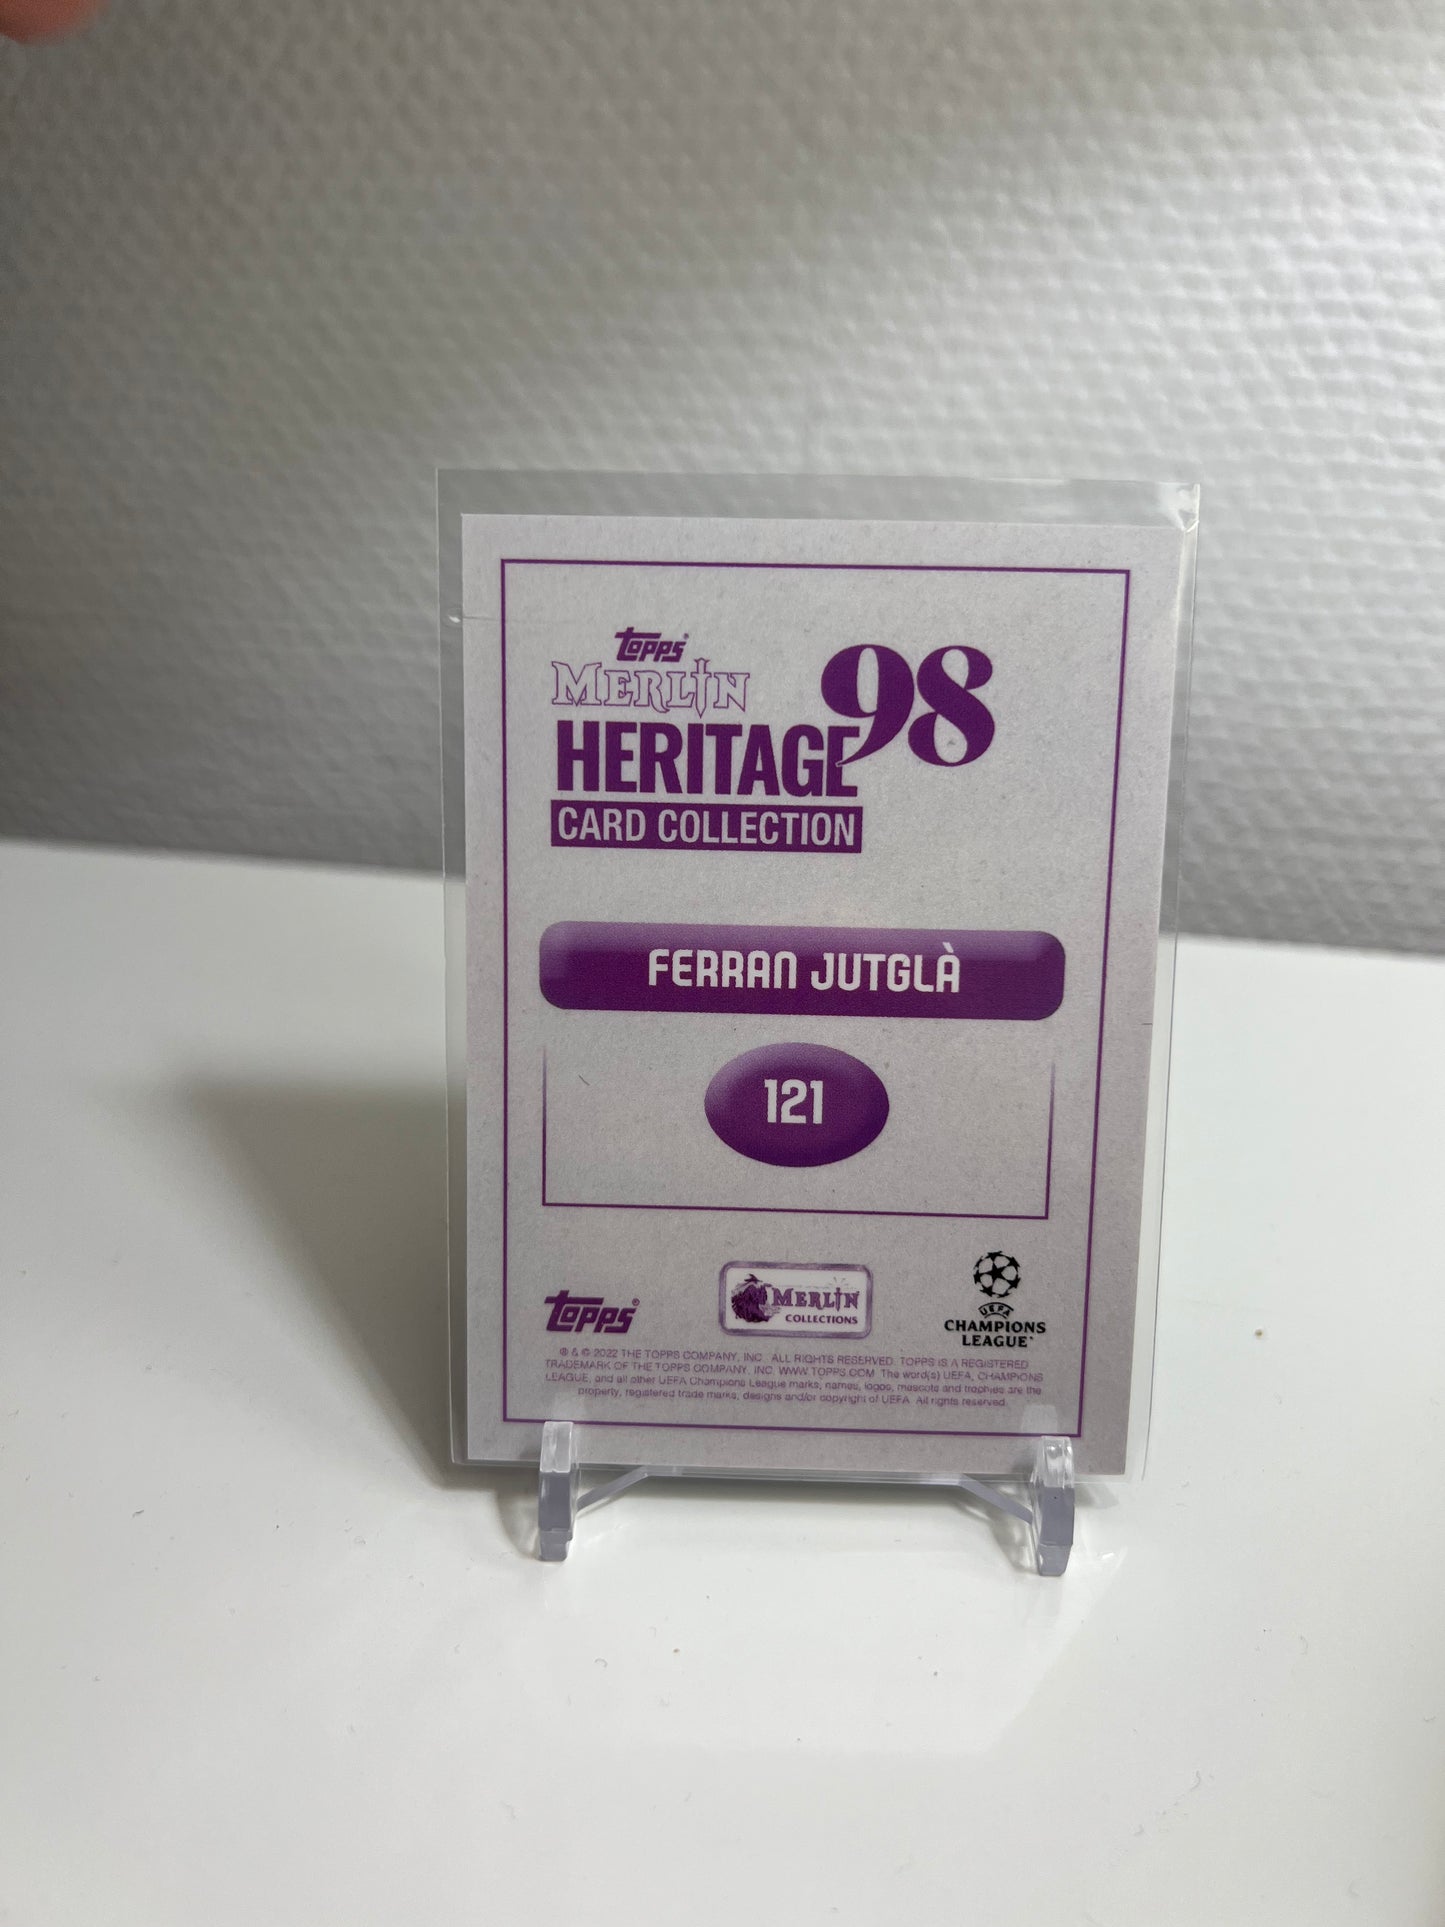 Topps®
MERLIN
98
HERITAGE
CARD COLLECTION
FERRAN JUTGLÀ
121
Topps®
MERLIN
COLLECTIONS
UEFA
CHAMPIONS
LEAGUE
® & © 2022 THE TOPPS COMPANY, INC. ALL RIGHTS RESERVED. TOPPS IS A REGISTERED
TRADEMARK OF THE TOPPS COMPANY, INC. WWW.TOPPS.COM The word(s) UEFA, CHAMPIONS
LEAGUE, and all other UEFA Champions League marks, names, logos, mascots and trophies are the
property, registered trade marks, designs and/or copyright of UEFA. All rights reserved.